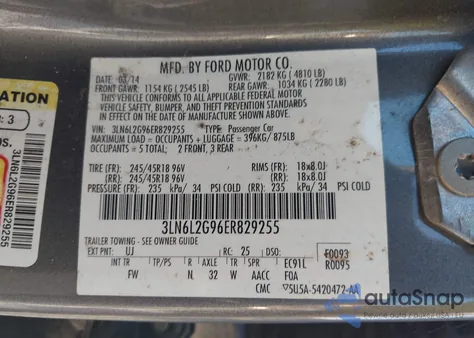 MFD. BY FORD MOTOR CO.
DATE: 03/14 GVWR: 2182 KG ( 4810 LB)
FRONT GAWR: 1154 KG ( 2545 LB) REAR GAWR: 1034 KG ( 2280 LB)
THIS VEHICLE CONFORMS TO ALL APPLICABLE FEDERAL MOTOR
VEHICLE SAFETY, BUMPER, AND THEFT PREVENTION STANDARDS
IN EFFECT ON THE DATE OF MANUFACTURE SHOWN ABOVE.
VIN: 3LN6L2G96ER829255 TYPE: Passenger Car
MAXIMUM LOAD = OCCUPANTS + LUGGAGE = 396KG / 875LB
OCCUPANTS = 5 TOTAL: 2 FRONT, 3 REAR
TIRE (FR): 245/45R18 96V RIMS (FR): 18x8.0J
(RR): 245/45R18 96V (RR): 18x8.0J
PRESSURE (FR): 235 kPa/ 34 PSI COLD (RR): 235 kPa/ 34 PSI COLD
3LN6L2G96ER829255
TRAILER TOWING - SEE OWNER GUIDE
EXT PNT: UJ RC: 25 DSO: F0093
R0095
INT TR TP/PS R AXLE TR SPR EC91L
FW N 32 W AACC F0A
CMC ▽5U5A-5420472-AA
ATION
: 3
OS.
3LN6L2G96ER829255
autoSnap